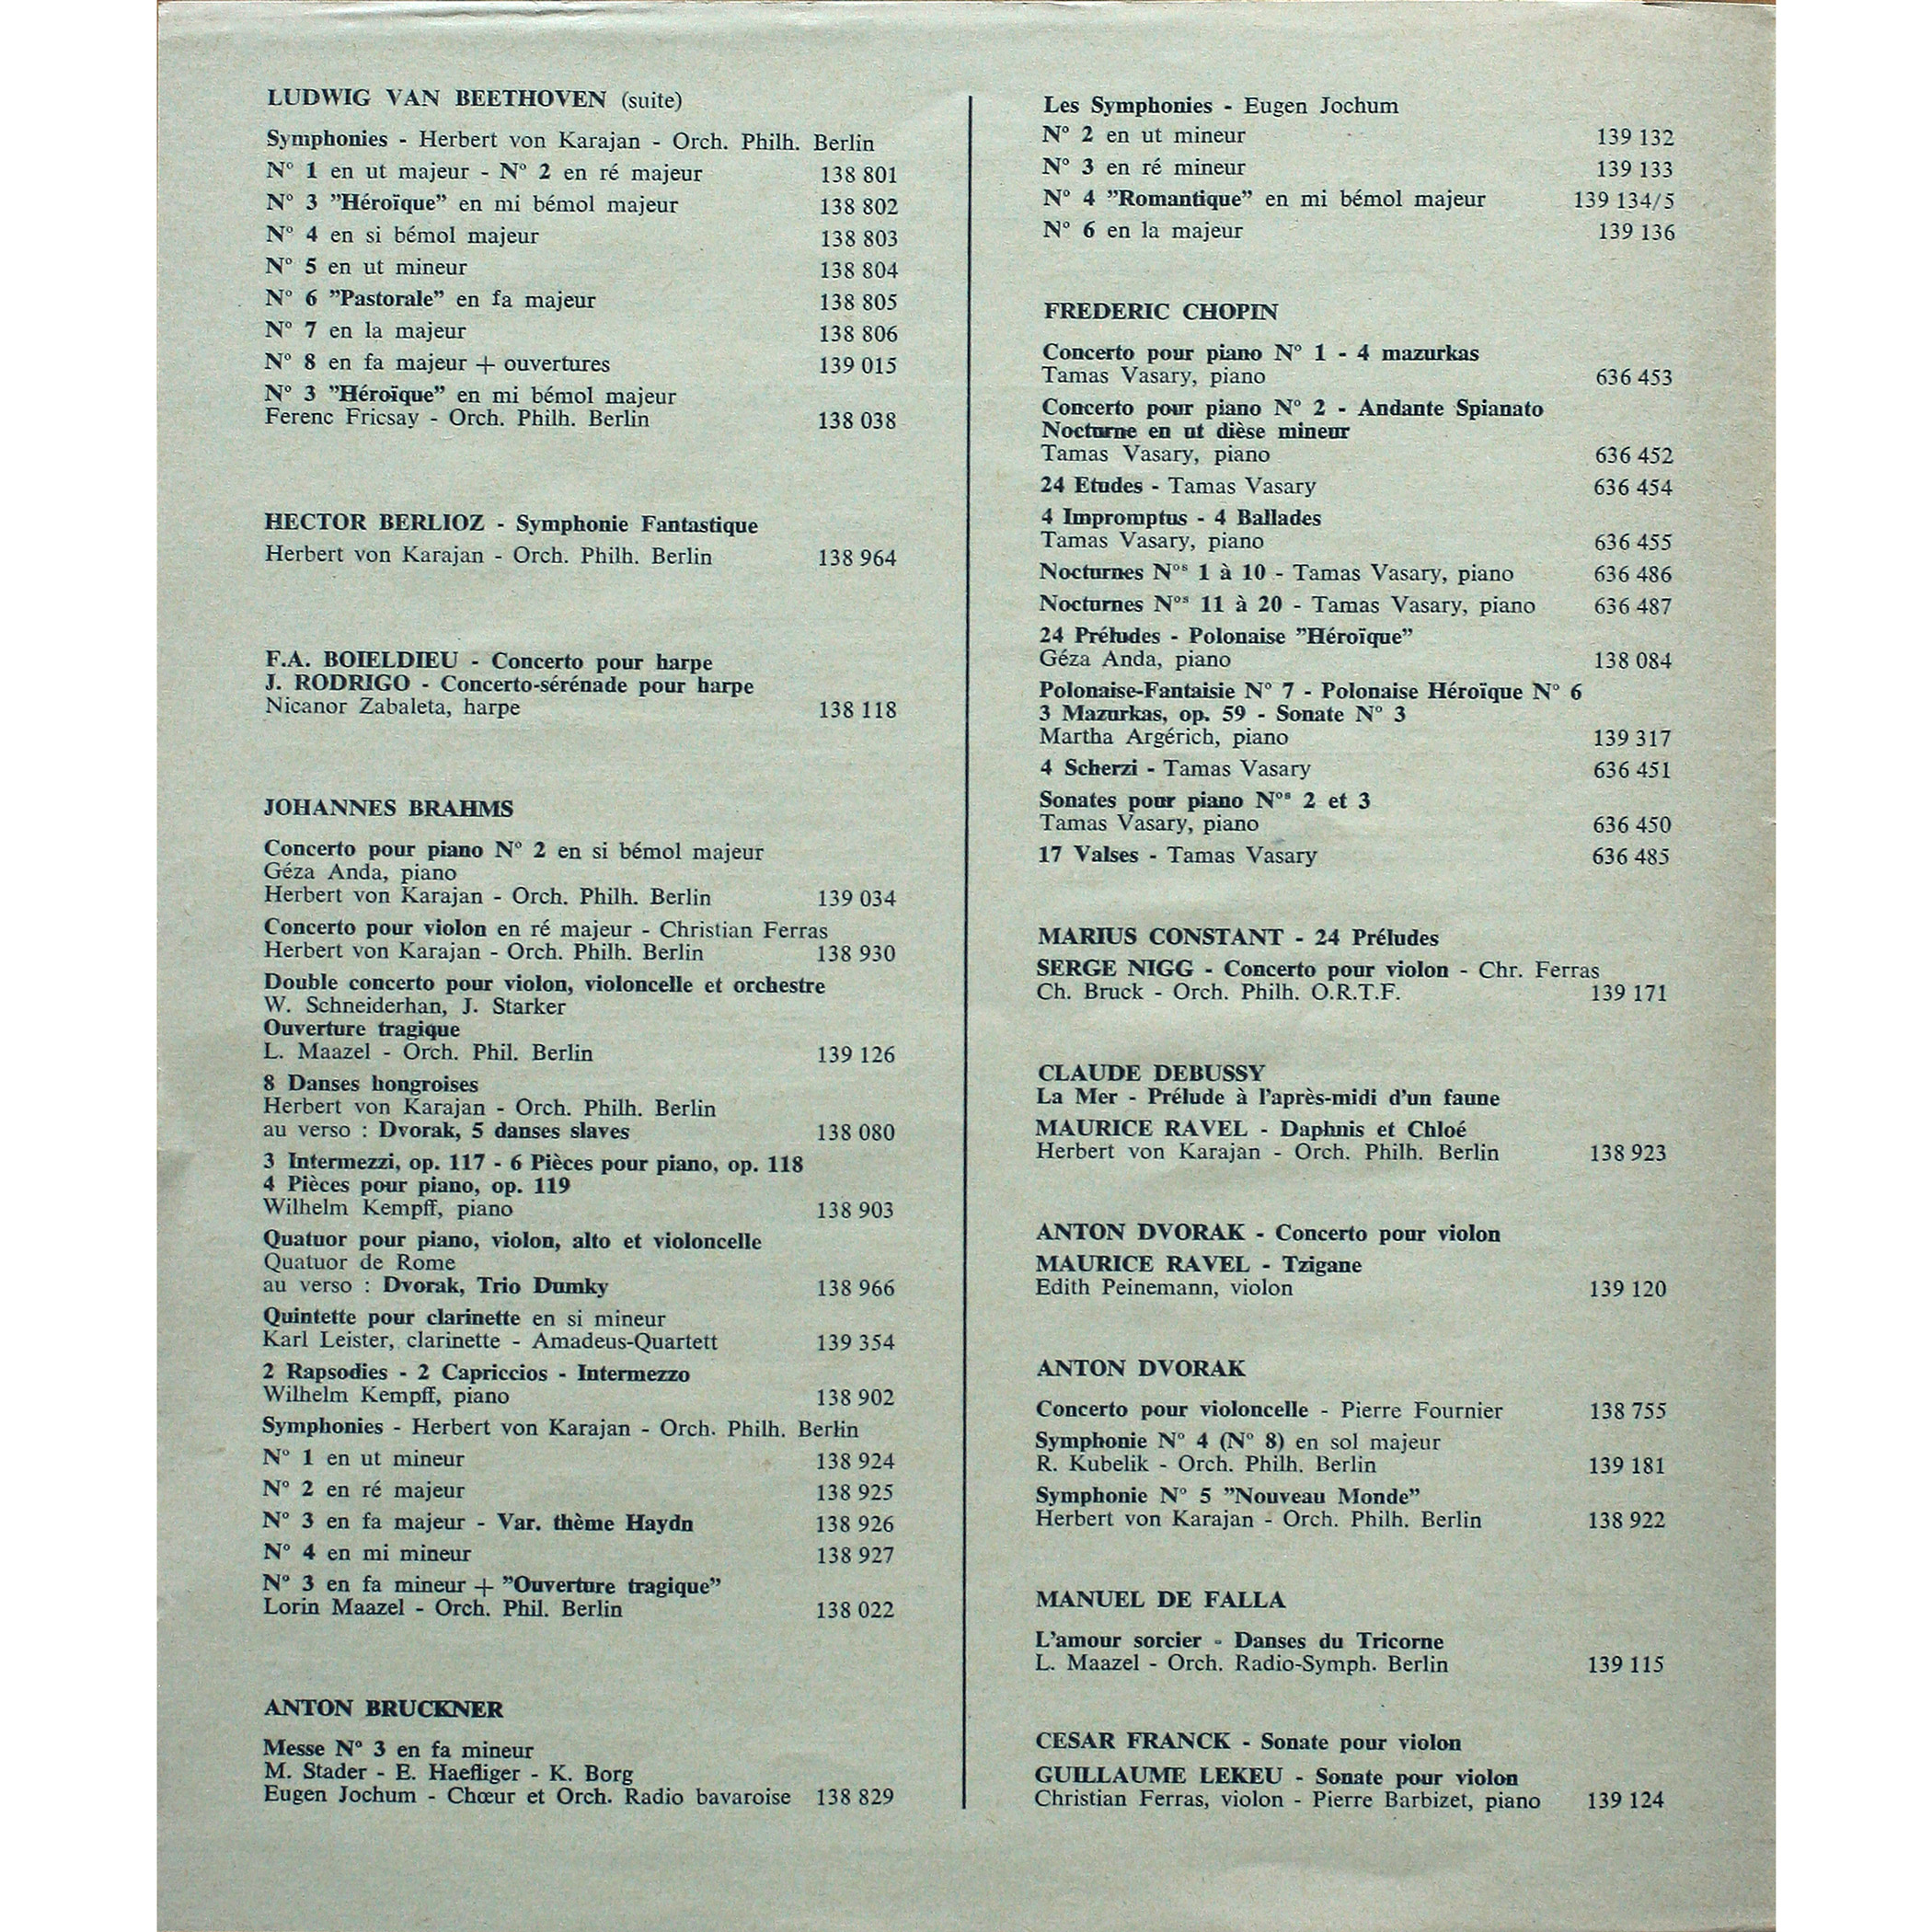 LUDWIG VAN BEETHOVEN (suite)
Symphonies - Herbert von Karajan - Orch. Philh. Berlin
N° 1 en ut majeur - N° 2 en ré majeur 138 801
N° 3 ”Héroïque” en mi bémol majeur 138 802
N° 4 en si bémol majeur 138 803
N° 5 en ut mineur 138 804
N° 6 ”Pastorale” en fa majeur 138 805
N° 7 en la majeur 138 806
N° 8 en fa majeur + ouvertures 139 015
N° 3 ”Héroïque” en mi bémol majeur
Ferenc Fricsay - Orch. Philh. Berlin 138 038
HECTOR BERLIOZ - Symphonie Fantastique
Herbert von Karajan - Orch. Philh. Berlin 138 964
F.A. BOIELDIEU - Concerto pour harpe
J. RODRIGO - Concerto-sérénade pour harpe
Nicanor Zabaleta, harpe 138 118
JOHANNES BRAHMS
Concerto pour piano N° 2 en si bémol majeur
Géza Anda, piano
Herbert von Karajan - Orch. Philh. Berlin 139 034
Concerto pour violon en ré majeur - Christian Ferras
Herbert von Karajan - Orch. Philh. Berlin 138 930
Double concerto pour violon, violoncelle et orchestre
W. Schneiderhan, J. Starker
Ouverture tragique
L. Maazel - Orch. Phil. Berlin 139 126
8 Danses hongroises
Herbert von Karajan - Orch. Philh. Berlin
au verso : Dvorak, 5 danses slaves 138 080
3 Intermezzi, op. 117 - 6 Pièces pour piano, op. 118
4 Pièces pour piano, op. 119
Wilhelm Kempff, piano 138 903
Quatuor pour piano, violon, alto et violoncelle
Quatuor de Rome
au verso : Dvorak, Trio Dumky 138 966
Quintette pour clarinette en si mineur
Karl Leister, clarinette - Amadeus-Quartett 139 354
2 Rapsodies - 2 Capriccios - Intermezzo
Wilhelm Kempff, piano 138 902
Symphonies - Herbert von Karajan - Orch. Philh. Berlin
N° 1 en ut mineur 138 924
N° 2 en ré majeur 138 925
N° 3 en fa majeur - Var. thème Haydn 138 926
N° 4 en mi mineur 138 927
N° 3 en fa mineur + ”Ouverture tragique”
Lorin Maazel - Orch. Phil. Berlin 138 022
ANTON BRUCKNER
Messe N° 3 en fa mineur
M. Stader - E. Haefliger - K. Borg
Eugen Jochum - Chœur et Orch. Radio bavaroise 138 829
Les Symphonies - Eugen Jochum
N° 2 en ut mineur 139 132
N° 3 en ré mineur 139 133
N° 4 ”Romantique” en mi bémol majeur 139 134/5
N° 6 en la majeur 139 136
FREDERIC CHOPIN
Concerto pour piano N° 1 - 4 mazurkas
Tamas Vasary, piano 636 453
Concerto pour piano N° 2 - Andante Spianato
Nocturne en ut dièse mineur
Tamas Vasary, piano 636 452
24 Etudes - Tamas Vasary 636 454
4 Impromptus - 4 Ballades
Tamas Vasary, piano 636 455
Nocturnes Nos 1 à 10 - Tamas Vasary, piano 636 486
Nocturnes Nos 11 à 20 - Tamas Vasary, piano 636 487
24 Préludes - Polonaise ”Héroïque”
Géza Anda, piano 138 084
Polonaise-Fantaisie N° 7 - Polonaise Héroïque N° 6
3 Mazurkas, op. 59 - Sonate N° 3
Martha Argérich, piano 139 317
4 Scherzi - Tamas Vasary 636 451
Sonates pour piano Nos 2 et 3
Tamas Vasary, piano 636 450
17 Valses - Tamas Vasary 636 485
MARIUS CONSTANT - 24 Préludes
SERGE NIGG - Concerto pour violon - Chr. Ferras
Ch. Bruck - Orch. Philh. O.R.T.F. 139 171
CLAUDE DEBUSSY
La Mer - Prélude à l'après-midi d'un faune
MAURICE RAVEL - Daphnis et Chloé
Herbert von Karajan - Orch. Philh. Berlin 138 923
ANTON DVORAK - Concerto pour violon
MAURICE RAVEL - Tzigane
Edith Peinemann, violon 139 120
ANTON DVORAK
Concerto pour violoncelle - Pierre Fournier 138 755
Symphonie N° 4 (N° 8) en sol majeur
R. Kubelik - Orch. Philh. Berlin 139 181
Symphonie N° 5 ”Nouveau Monde”
Herbert von Karajan - Orch. Philh. Berlin 138 922
MANUEL DE FALLA
L'amour sorcier - Danses du Tricorne
L. Maazel - Orch. Radio-Symph. Berlin 139 115
CESAR FRANCK - Sonate pour violon
GUILLAUME LEKEU - Sonate pour violon
Christian Ferras, violon - Pierre Barbizet, piano 139 124